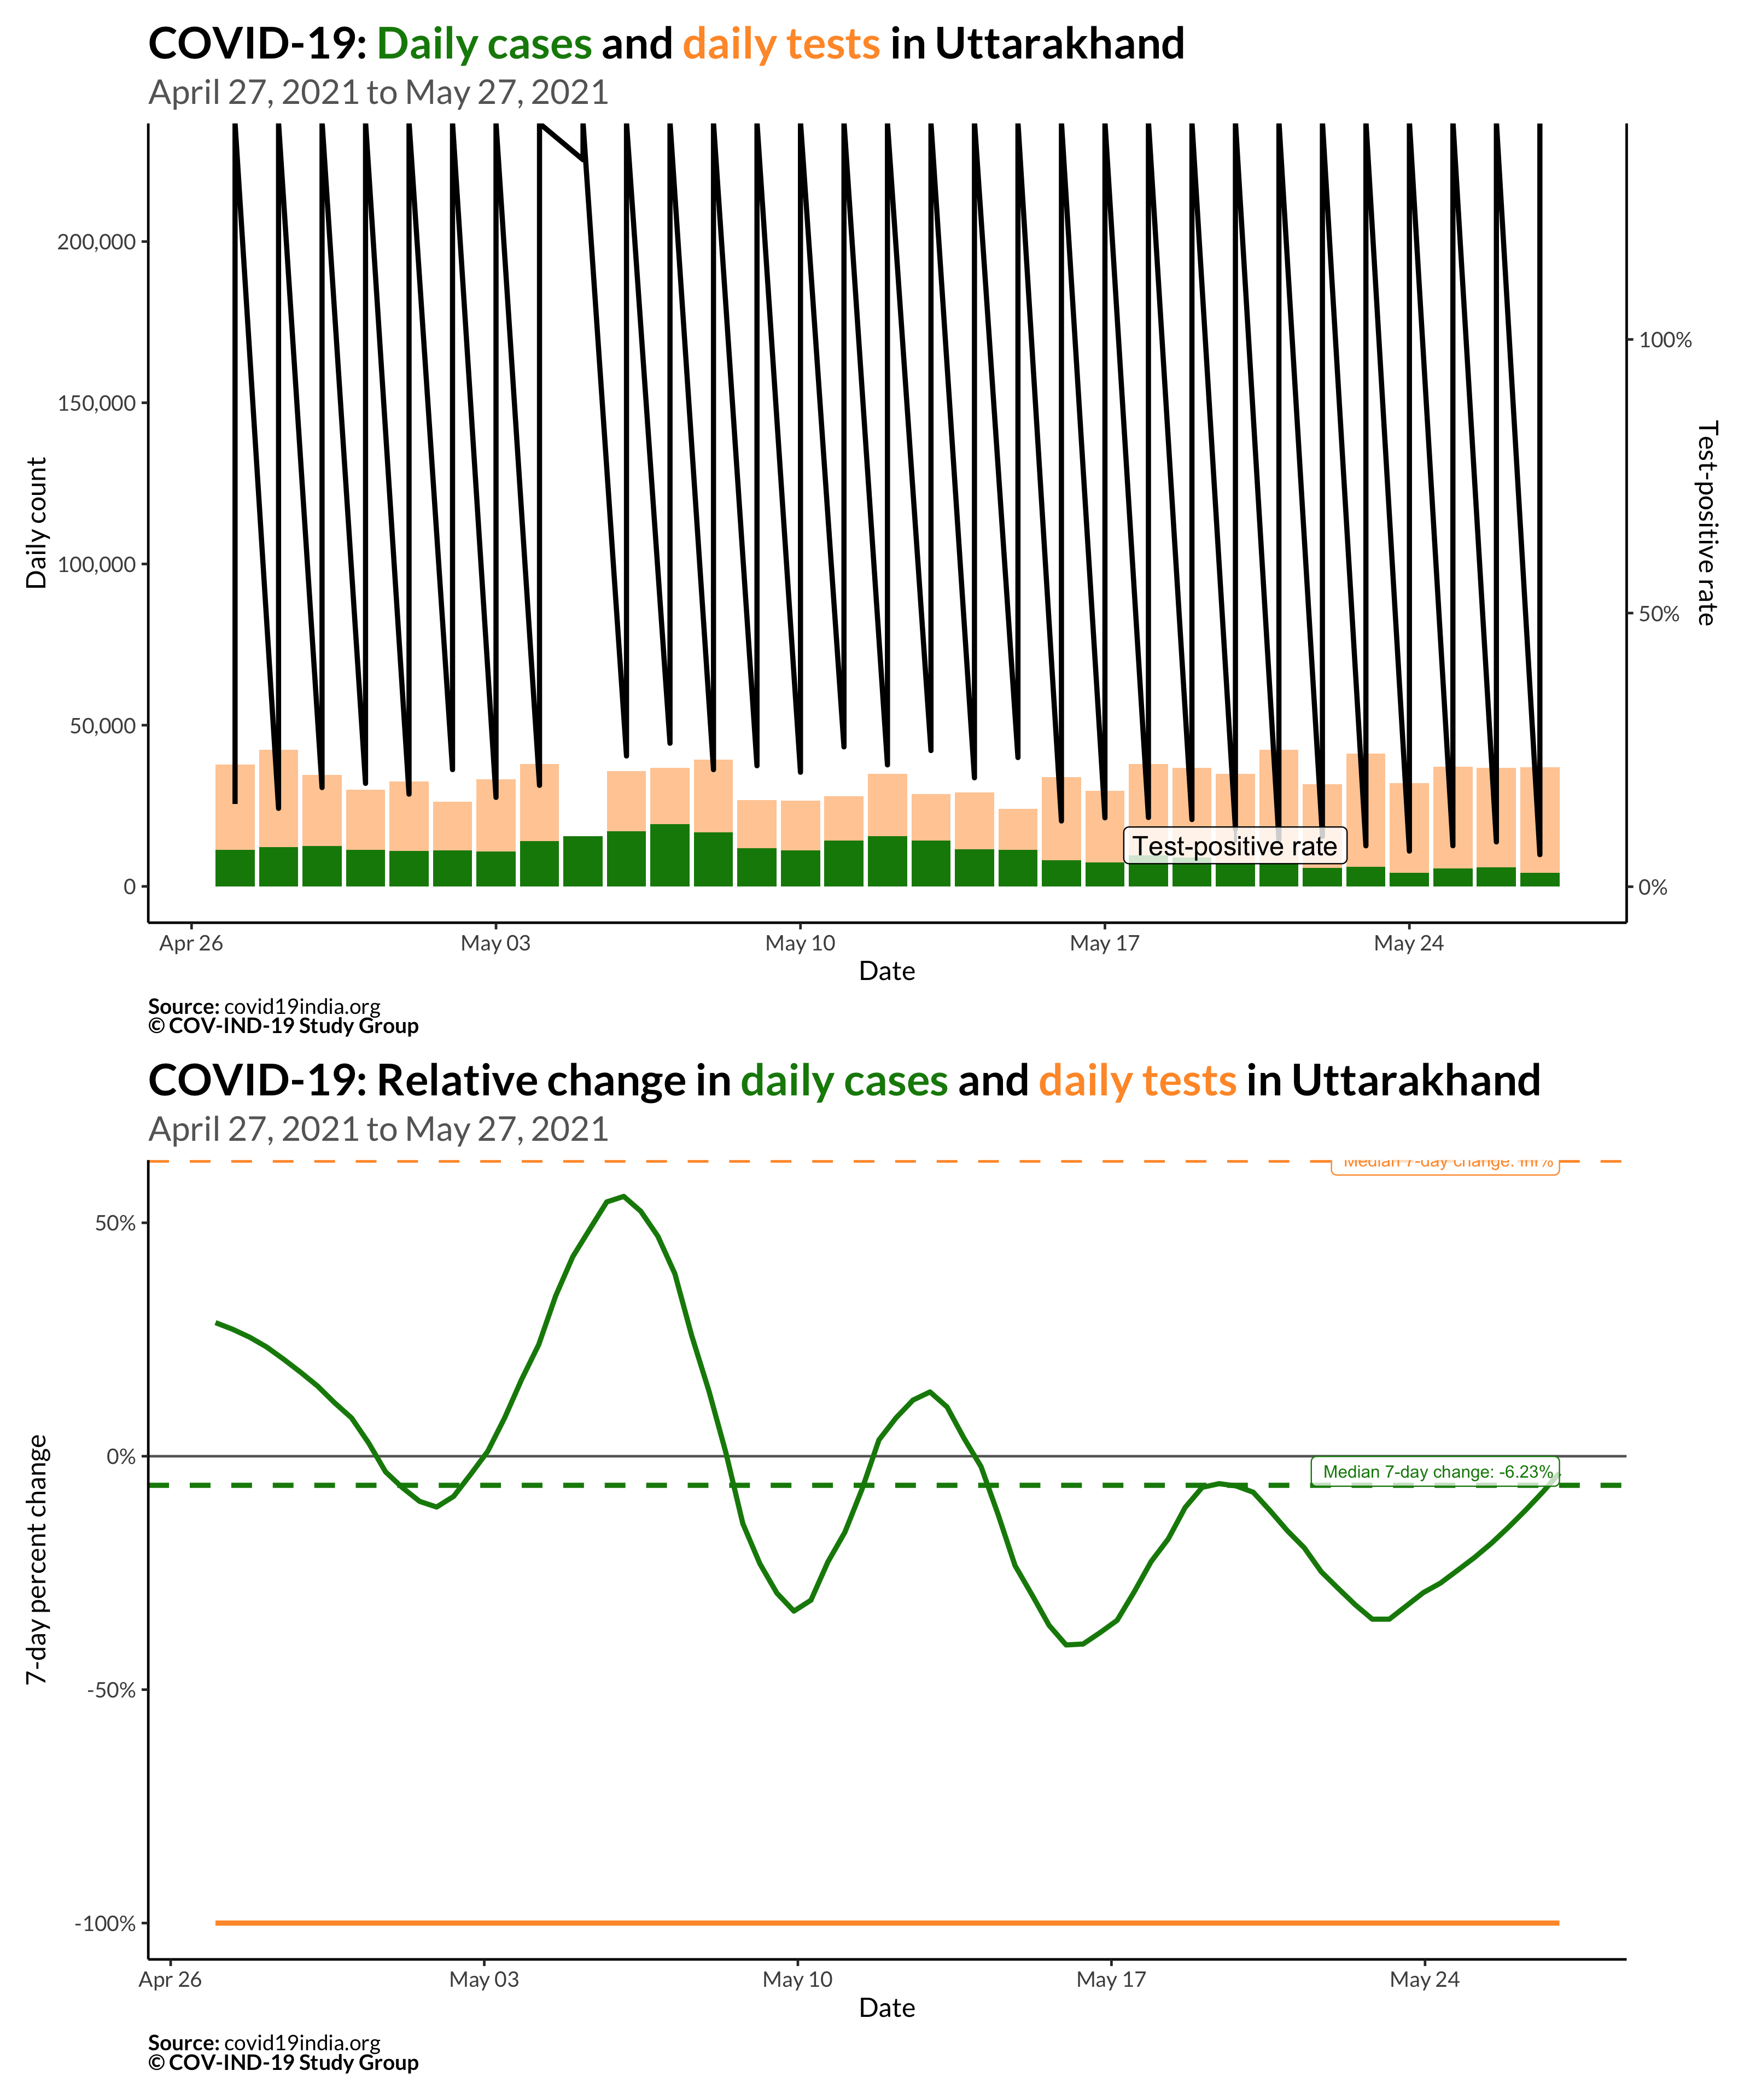 COVID-19: Daily cases and daily tests in Uttarakhand
April 27, 2021 to May 27, 2021
200,000
150,000
100,000
50,000
0
Daily count
100%
50%
0%
Test-positive rate
Test-positive rate
Apr 26
May 03
May 10
May 17
May 24
Date
Source: covid19india.org
© COV-IND-19 Study Group
COVID-19: Relative change in daily cases and daily tests in Uttarakhand
April 27, 2021 to May 27, 2021
Median 7-day change: Inf%
50%
0%
-50%
-100%
7-day percent change
Median 7-day change: -6.23%
Apr 26
May 03
May 10
May 17
May 24
Date
Source: covid19india.org
© COV-IND-19 Study Group